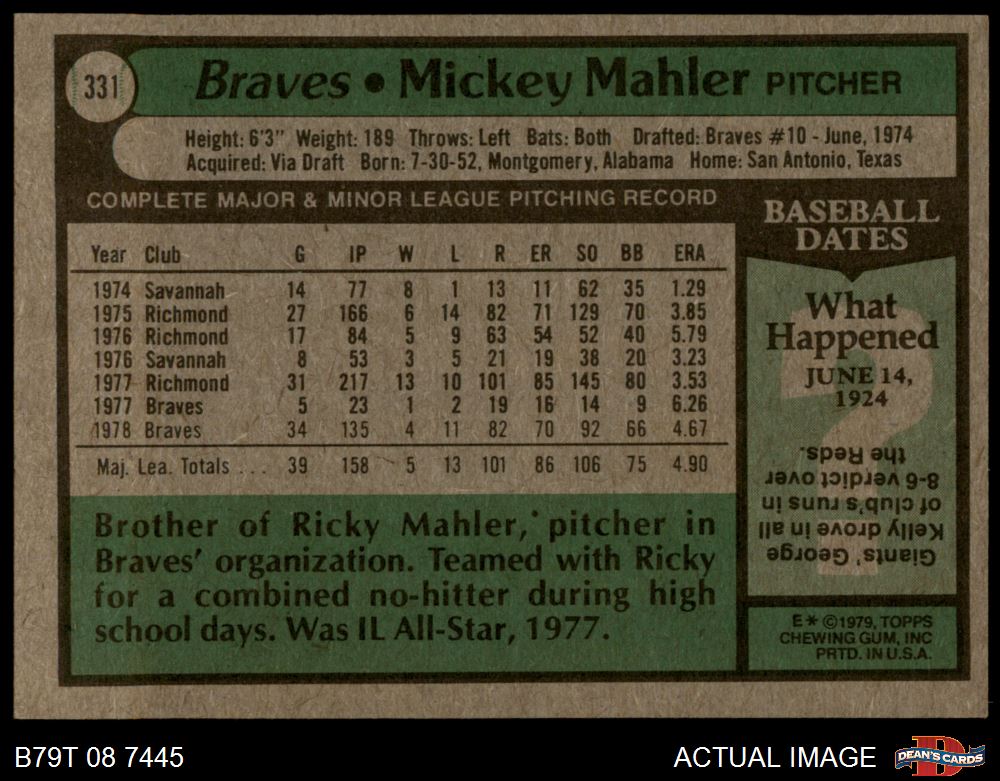 331
Braves • Mickey Mahler PITCHER
Height: 6'3" Weight: 189 Throws: Left Bats: Both Drafted: Braves #10 - June, 1974
Acquired: Via Draft Born: 7-30-52, Montgomery, Alabama Home: San Antonio, Texas
COMPLETE MAJOR & MINOR LEAGUE PITCHING RECORD
Year Club G IP W L R ER SO BB ERA
1974 Savannah 14 77 8 1 13 11 62 35 1.29
1975 Richmond 27 166 6 14 82 71 129 70 3.85
1976 Richmond 17 84 5 9 63 54 52 40 5.79
1976 Savannah 8 53 3 5 21 19 38 20 3.23
1977 Richmond 31 217 13 10 101 85 145 80 3.53
1977 Braves 5 23 1 2 19 16 14 9 6.26
1978 Braves 34 135 4 11 82 70 92 66 4.67
Maj. Lea. Totals ... 39 158 5 13 101 86 106 75 4.90
Brother of Ricky Mahler, pitcher in
Braves' organization. Teamed with Ricky
for a combined no-hitter during high
school days. Was IL All-Star, 1977.
BASEBALL
DATES
What
Happened
JUNE 14,
1924
Giants', George
Kelly drove in all
of club's runs in
8-6 verdict over
the Reds.
E* ©1979, TOPPS
CHEWING GUM, INC
PRTD. IN U.S.A.
B79T 08 7445
ACTUAL IMAGE
D
DEAN'S CARDS